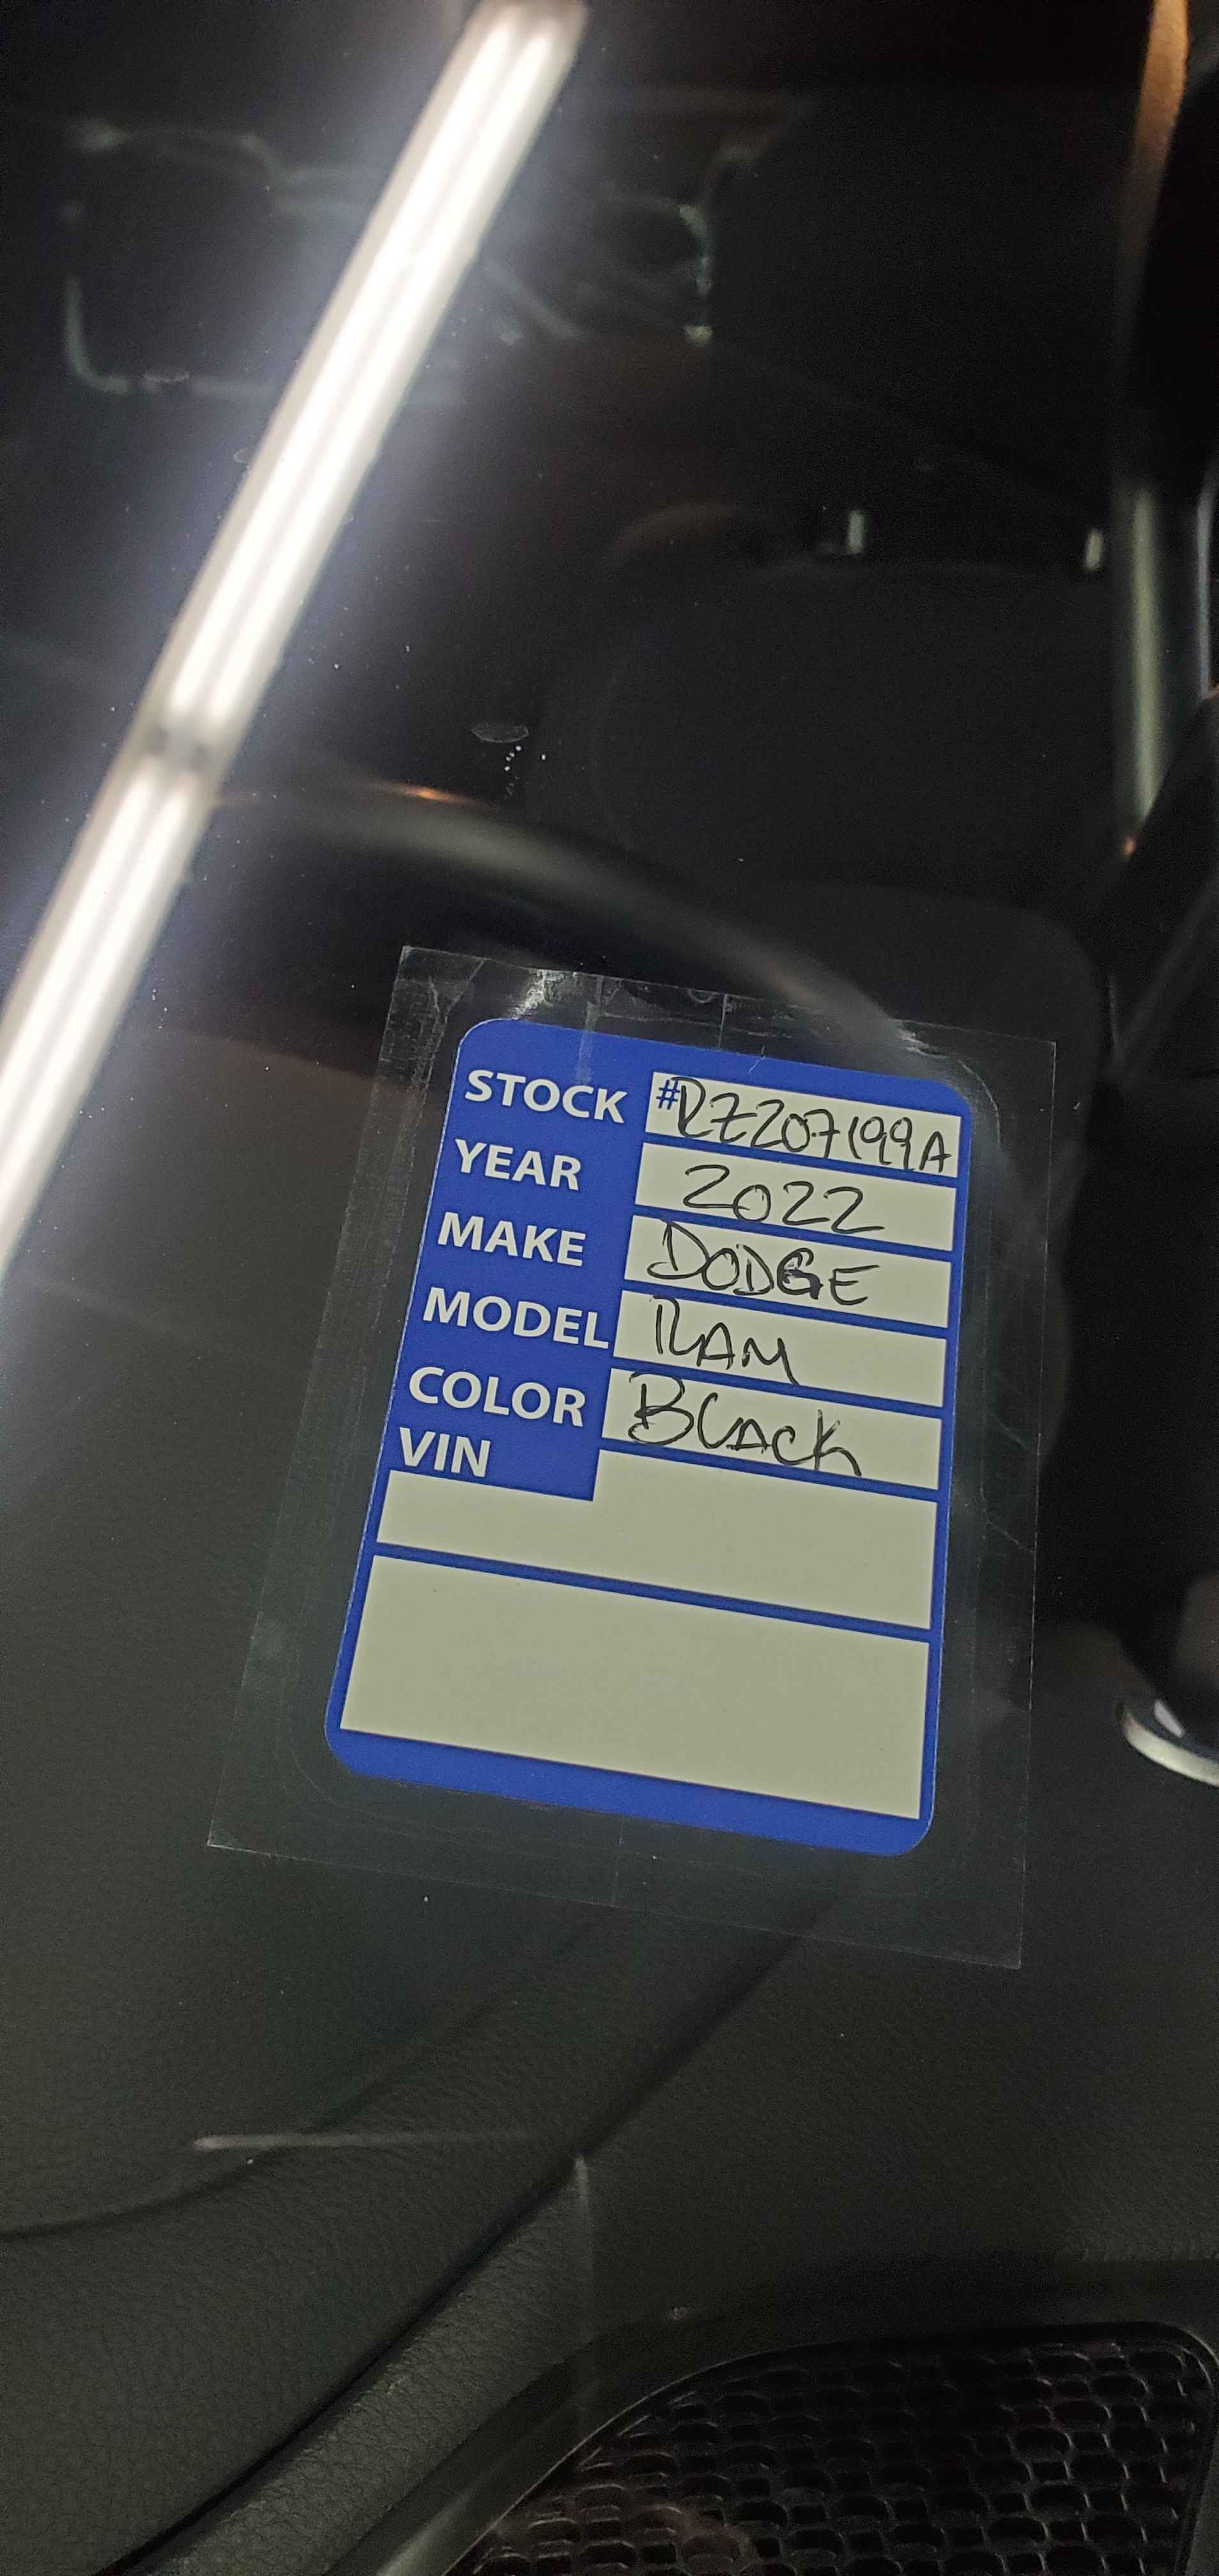 STOCK #RZ207199A
YEAR 2022
MAKE DODGE
MODEL RAM
COLOR BLACK
VIN